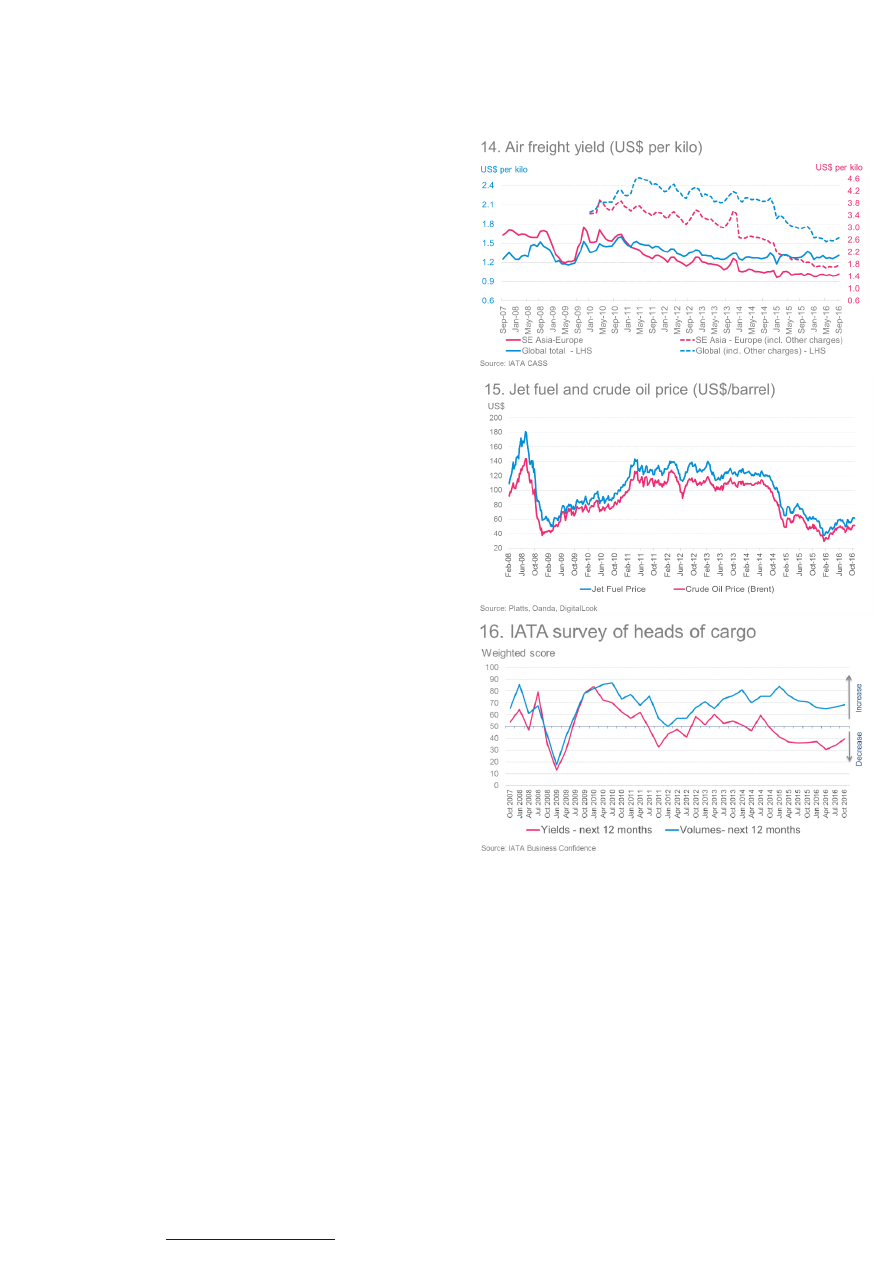 14. Air freight yield (US$ per kilo)
US$ per kilo
US$ per kilo
2.4
2.1
1.8
1.5
1.2
0.9
0.6
4.6
4.2
3.8
3.4
3.0
2.6
2.2
1.8
1.4
1.0
0.6
Sep-07
Jan-08
May-08
Sep-08
Jan-09
May-09
Sep-09
Jan-10
May-10
Sep-10
Jan-11
May-11
Sep-11
Jan-12
May-12
Sep-12
Jan-13
May-13
Sep-13
Jan-14
May-14
Sep-14
Jan-15
May-15
Sep-15
Jan-16
May-16
Sep-16
SE Asia-Europe
SE Asia - Europe (incl. Other charges)
Global total - LHS
Global (incl. Other charges) - LHS
Source: IATA CASS
15. Jet fuel and crude oil price (US$/barrel)
US$
200
180
160
140
120
100
80
60
40
20
Feb-08
Jun-08
Oct-08
Feb-09
Jun-09
Oct-09
Feb-10
Jun-10
Oct-10
Feb-11
Jun-11
Oct-11
Feb-12
Jun-12
Oct-12
Feb-13
Jun-13
Oct-13
Feb-14
Jun-14
Oct-14
Feb-15
Jun-15
Oct-15
Feb-16
Jun-16
Oct-16
Jet Fuel Price
Crude Oil Price (Brent)
Source: Platts, Oanda, DigitalLook
16. IATA survey of heads of cargo
Weighted score
100
90
80
70
60
50
40
30
20
10
0
Increase
Decrease
Oct 2007
Jan 2008
Apr 2008
Jul 2008
Oct 2008
Jan 2009
Apr 2009
Jul 2009
Oct 2009
Jan 2010
Apr 2010
Jul 2010
Oct 2010
Jan 2011
Apr 2011
Jul 2011
Oct 2011
Jan 2012
Apr 2012
Jul 2012
Oct 2012
Jan 2013
Apr 2013
Jul 2013
Oct 2013
Jan 2014
Apr 2014
Jul 2014
Oct 2014
Jan 2015
Apr 2015
Jul 2015
Oct 2015
Jan 2016
Apr 2016
Jul 2016
Oct 2016
Yields - next 12 months
Volumes- next 12 months
Source: IATA Business Confidence